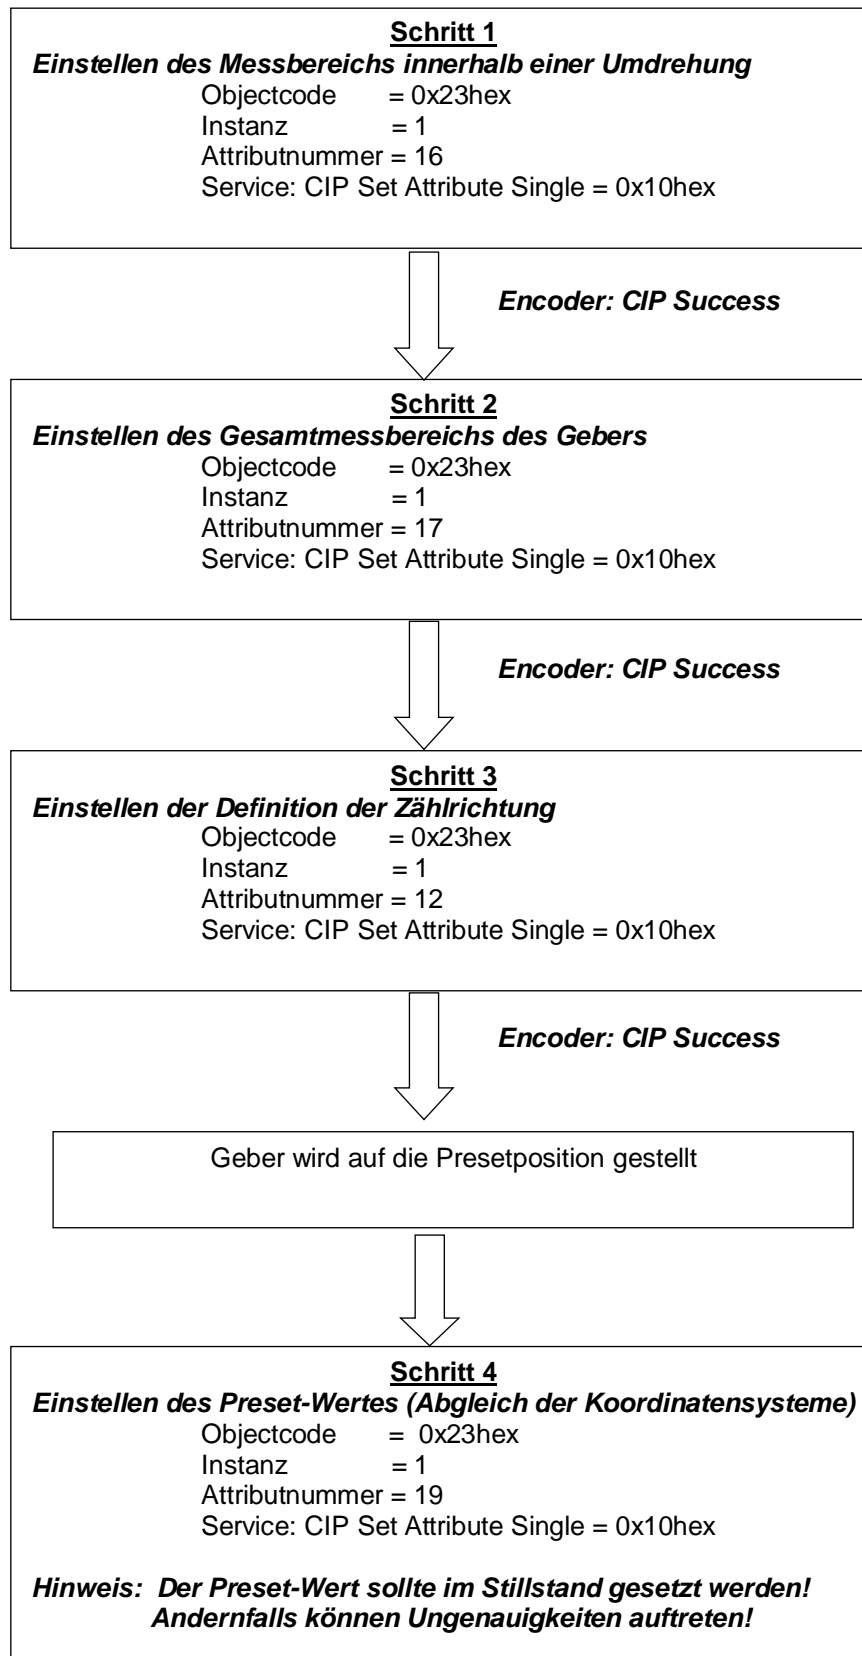 Schritt 1
Einstellen des Messbereichs innerhalb einer Umdrehung
Objectcode = 0x23hex
Instanz = 1
Attributnummer = 16
Service: CIP Set Attribute Single = 0x10hex
Encoder: CIP Success
Schritt 2
Einstellen des Gesamtmessbereichs des Gebers
Objectcode = 0x23hex
Instanz = 1
Attributnummer = 17
Service: CIP Set Attribute Single = 0x10hex
Encoder: CIP Success
Schritt 3
Einstellen der Definition der Zählrichtung
Objectcode = 0x23hex
Instanz = 1
Attributnummer = 12
Service: CIP Set Attribute Single = 0x10hex
Encoder: CIP Success
Geber wird auf die Presetposition gestellt
Schritt 4
Einstellen des Preset-Wertes (Abgleich der Koordinatensysteme)
Objectcode = 0x23hex
Instanz = 1
Attributnummer = 19
Service: CIP Set Attribute Single = 0x10hex
Hinweis: Der Preset-Wert sollte im Stillstand gesetzt werden!
Andernfalls können Ungenauigkeiten auftreten!